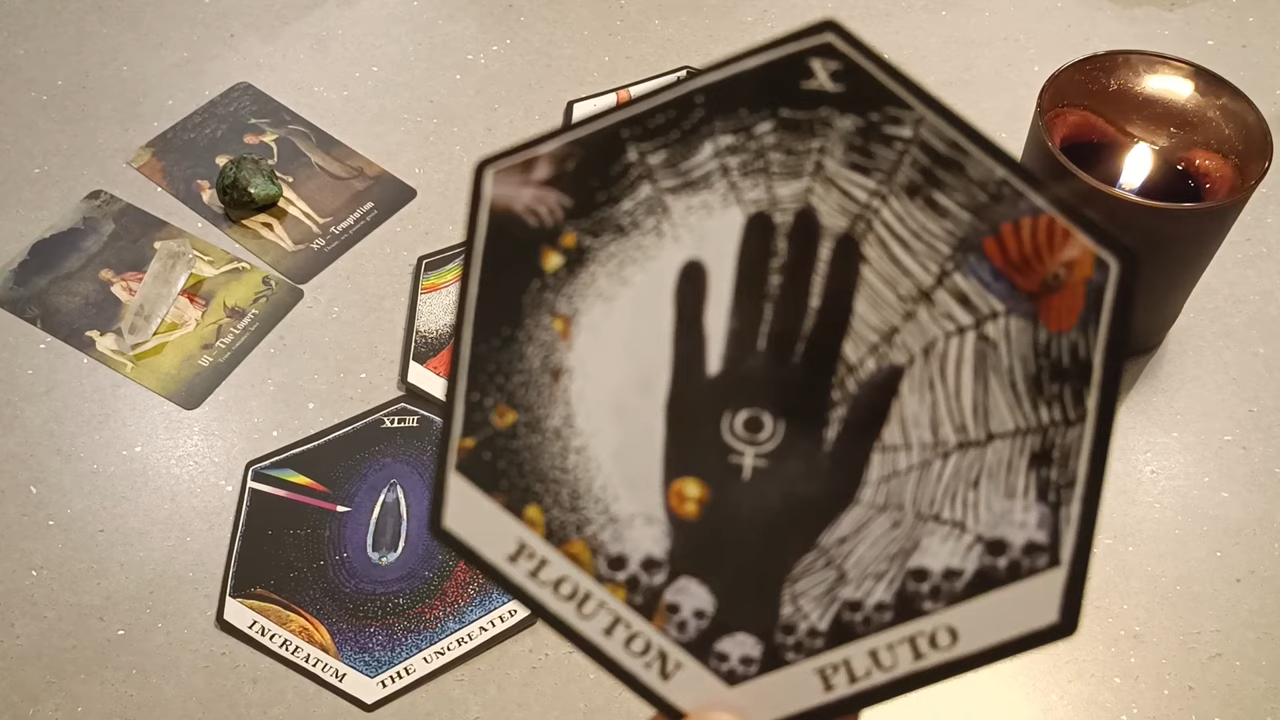 X
PLOUTON
PLUTO
XLIII
INCREATUM
THE UNCREATED
XV – Temptation
VI – The Lovers